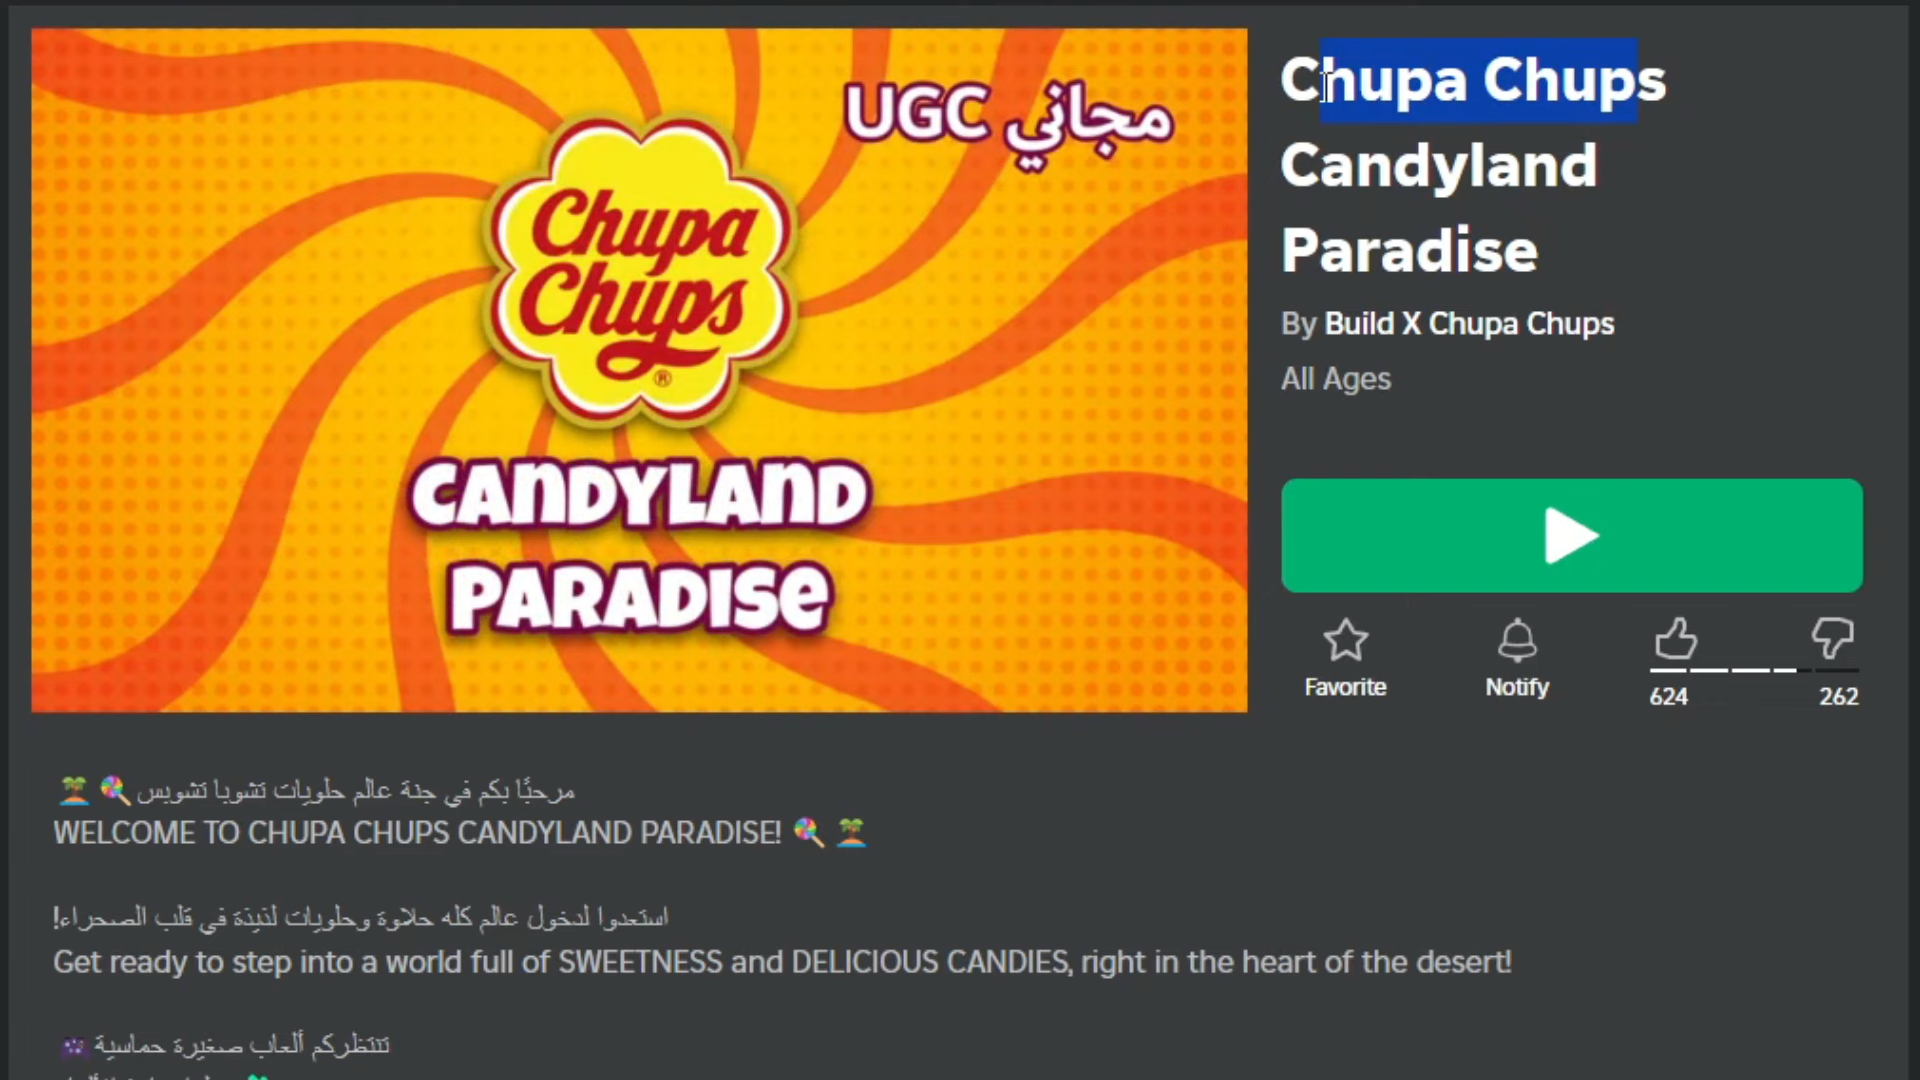 UGC مجاني
Chupa
Chups
®
CANDYLAND
PARADISE
Chupa Chups
Candyland
Paradise
By Build X Chupa Chups
All Ages
Favorite
Notify
624
262
مرحبًا بكم في جنة عالم حلويات تشوبا تشوبس 🍭 🏝️
WELCOME TO CHUPA CHUPS CANDYLAND PARADISE! 🍭 🏝️
استعدوا لدخول عالم كله حلاوة وحلويات لذيذة في قلب الصحراء!
Get ready to step into a world full of SWEETNESS and DELICIOUS CANDIES, right in the heart of the desert!
تنتظركم ألعاب صغيرة حماسية